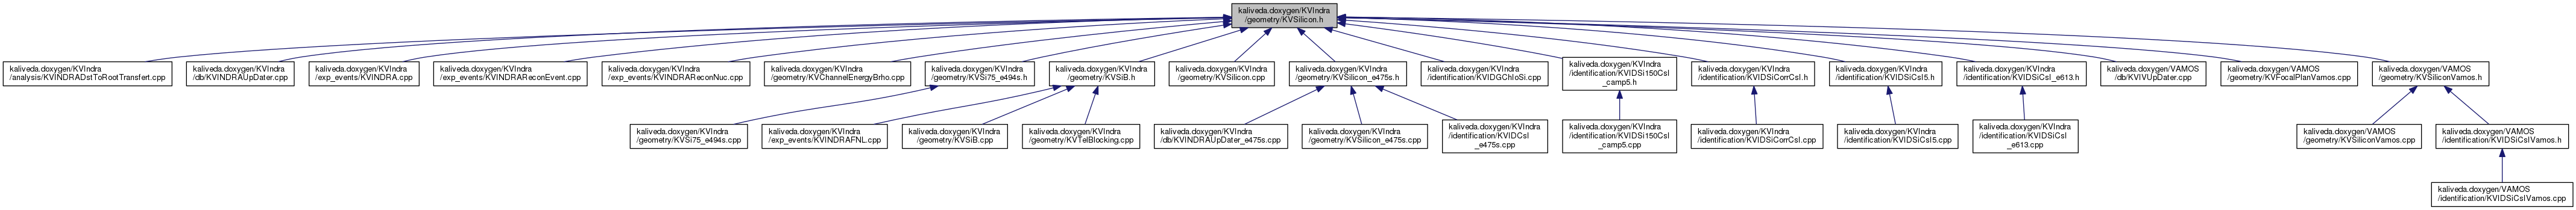 kaliveda.doxygen/KVIndra
/geometry/KVSilicon.h
kaliveda.doxygen/KVIndra
/analysis/KVINDRADstToRootTransfert.cpp
kaliveda.doxygen/KVIndra
/db/KVINDRAUpDater.cpp
kaliveda.doxygen/KVIndra
/exp_events/KVINDRA.cpp
kaliveda.doxygen/KVIndra
/exp_events/KVINDRAReconEvent.cpp
kaliveda.doxygen/KVIndra
/exp_events/KVINDRAReconNuc.cpp
kaliveda.doxygen/KVIndra
/geometry/KVChannelEnergyBrho.cpp
kaliveda.doxygen/KVIndra
/geometry/KVSi75_e494s.h
kaliveda.doxygen/KVIndra
/geometry/KVSiB.h
kaliveda.doxygen/KVIndra
/geometry/KVSilicon.cpp
kaliveda.doxygen/KVIndra
/geometry/KVSilicon_e475s.h
kaliveda.doxygen/KVIndra
/identification/KVIDGChIoSi.cpp
kaliveda.doxygen/KVIndra
/identification/KVIDSi150CsI
_camp5.h
kaliveda.doxygen/KVIndra
/identification/KVIDSiCorrCsI.h
kaliveda.doxygen/KVIndra
/identification/KVIDSiCsI5.h
kaliveda.doxygen/KVIndra
/identification/KVIDSiCsI_e613.h
kaliveda.doxygen/VAMOS
/db/KVIVUpDater.cpp
kaliveda.doxygen/VAMOS
/geometry/KVFocalPlanVamos.cpp
kaliveda.doxygen/VAMOS
/geometry/KVSiliconVamos.h
kaliveda.doxygen/KVIndra
/geometry/KVSi75_e494s.cpp
kaliveda.doxygen/KVIndra
/exp_events/KVINDRAFNL.cpp
kaliveda.doxygen/KVIndra
/geometry/KVSiB.cpp
kaliveda.doxygen/KVIndra
/geometry/KVTelBlocking.cpp
kaliveda.doxygen/KVIndra
/db/KVINDRAUpDater_e475s.cpp
kaliveda.doxygen/KVIndra
/geometry/KVSilicon_e475s.cpp
kaliveda.doxygen/KVIndra
/identification/KVIDCsI
_e475s.cpp
kaliveda.doxygen/KVIndra
/identification/KVIDSi150CsI
_camp5.cpp
kaliveda.doxygen/KVIndra
/identification/KVIDSiCorrCsI.cpp
kaliveda.doxygen/KVIndra
/identification/KVIDSiCsI5.cpp
kaliveda.doxygen/KVIndra
/identification/KVIDSiCsI
_e613.cpp
kaliveda.doxygen/VAMOS
/geometry/KVSiliconVamos.cpp
kaliveda.doxygen/VAMOS
/identification/KVIDSiCsIVamos.h
kaliveda.doxygen/VAMOS
/identification/KVIDSiCsIVamos.cpp